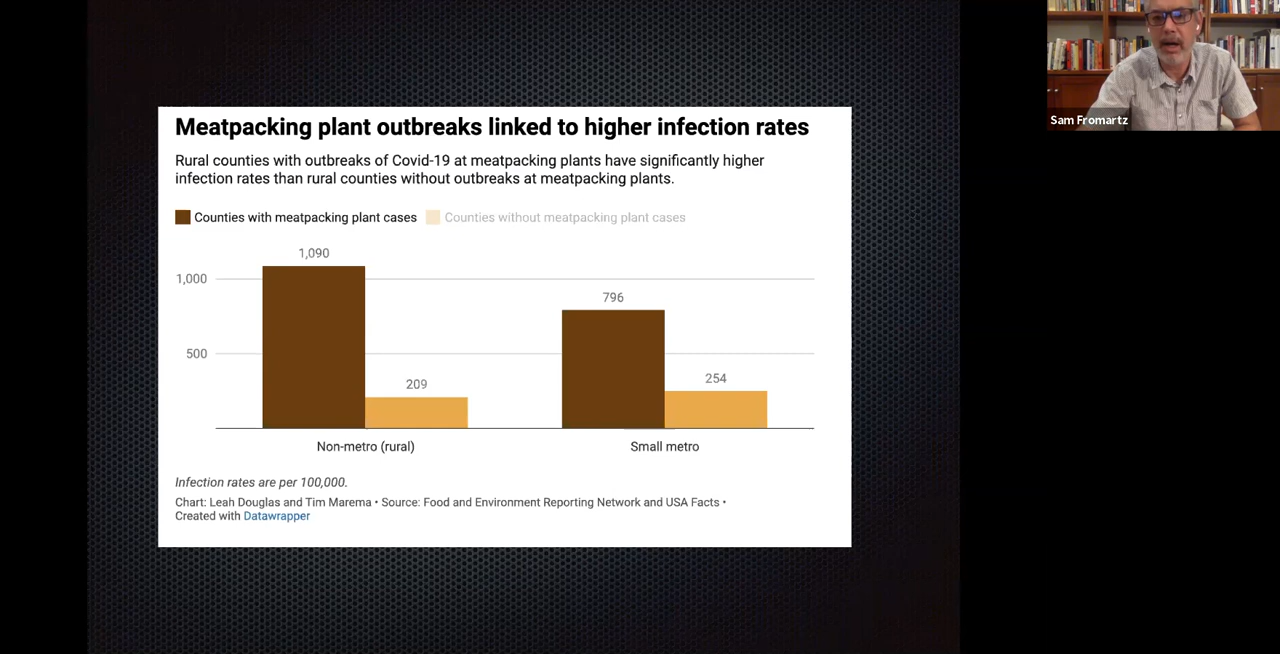 Meatpacking plant outbreaks linked to higher infection rates
Rural counties with outbreaks of Covid-19 at meatpacking plants have significantly higher
infection rates than rural counties without outbreaks at meatpacking plants.
Counties with meatpacking plant cases Counties without meatpacking plant cases
1,090
1,000
796
500
209
254
Non-metro (rural) Small metro
Infection rates are per 100,000.
Chart: Leah Douglas and Tim Marema • Source: Food and Environment Reporting Network and USA Facts •
Created with Datawrapper
Sam Fromartz